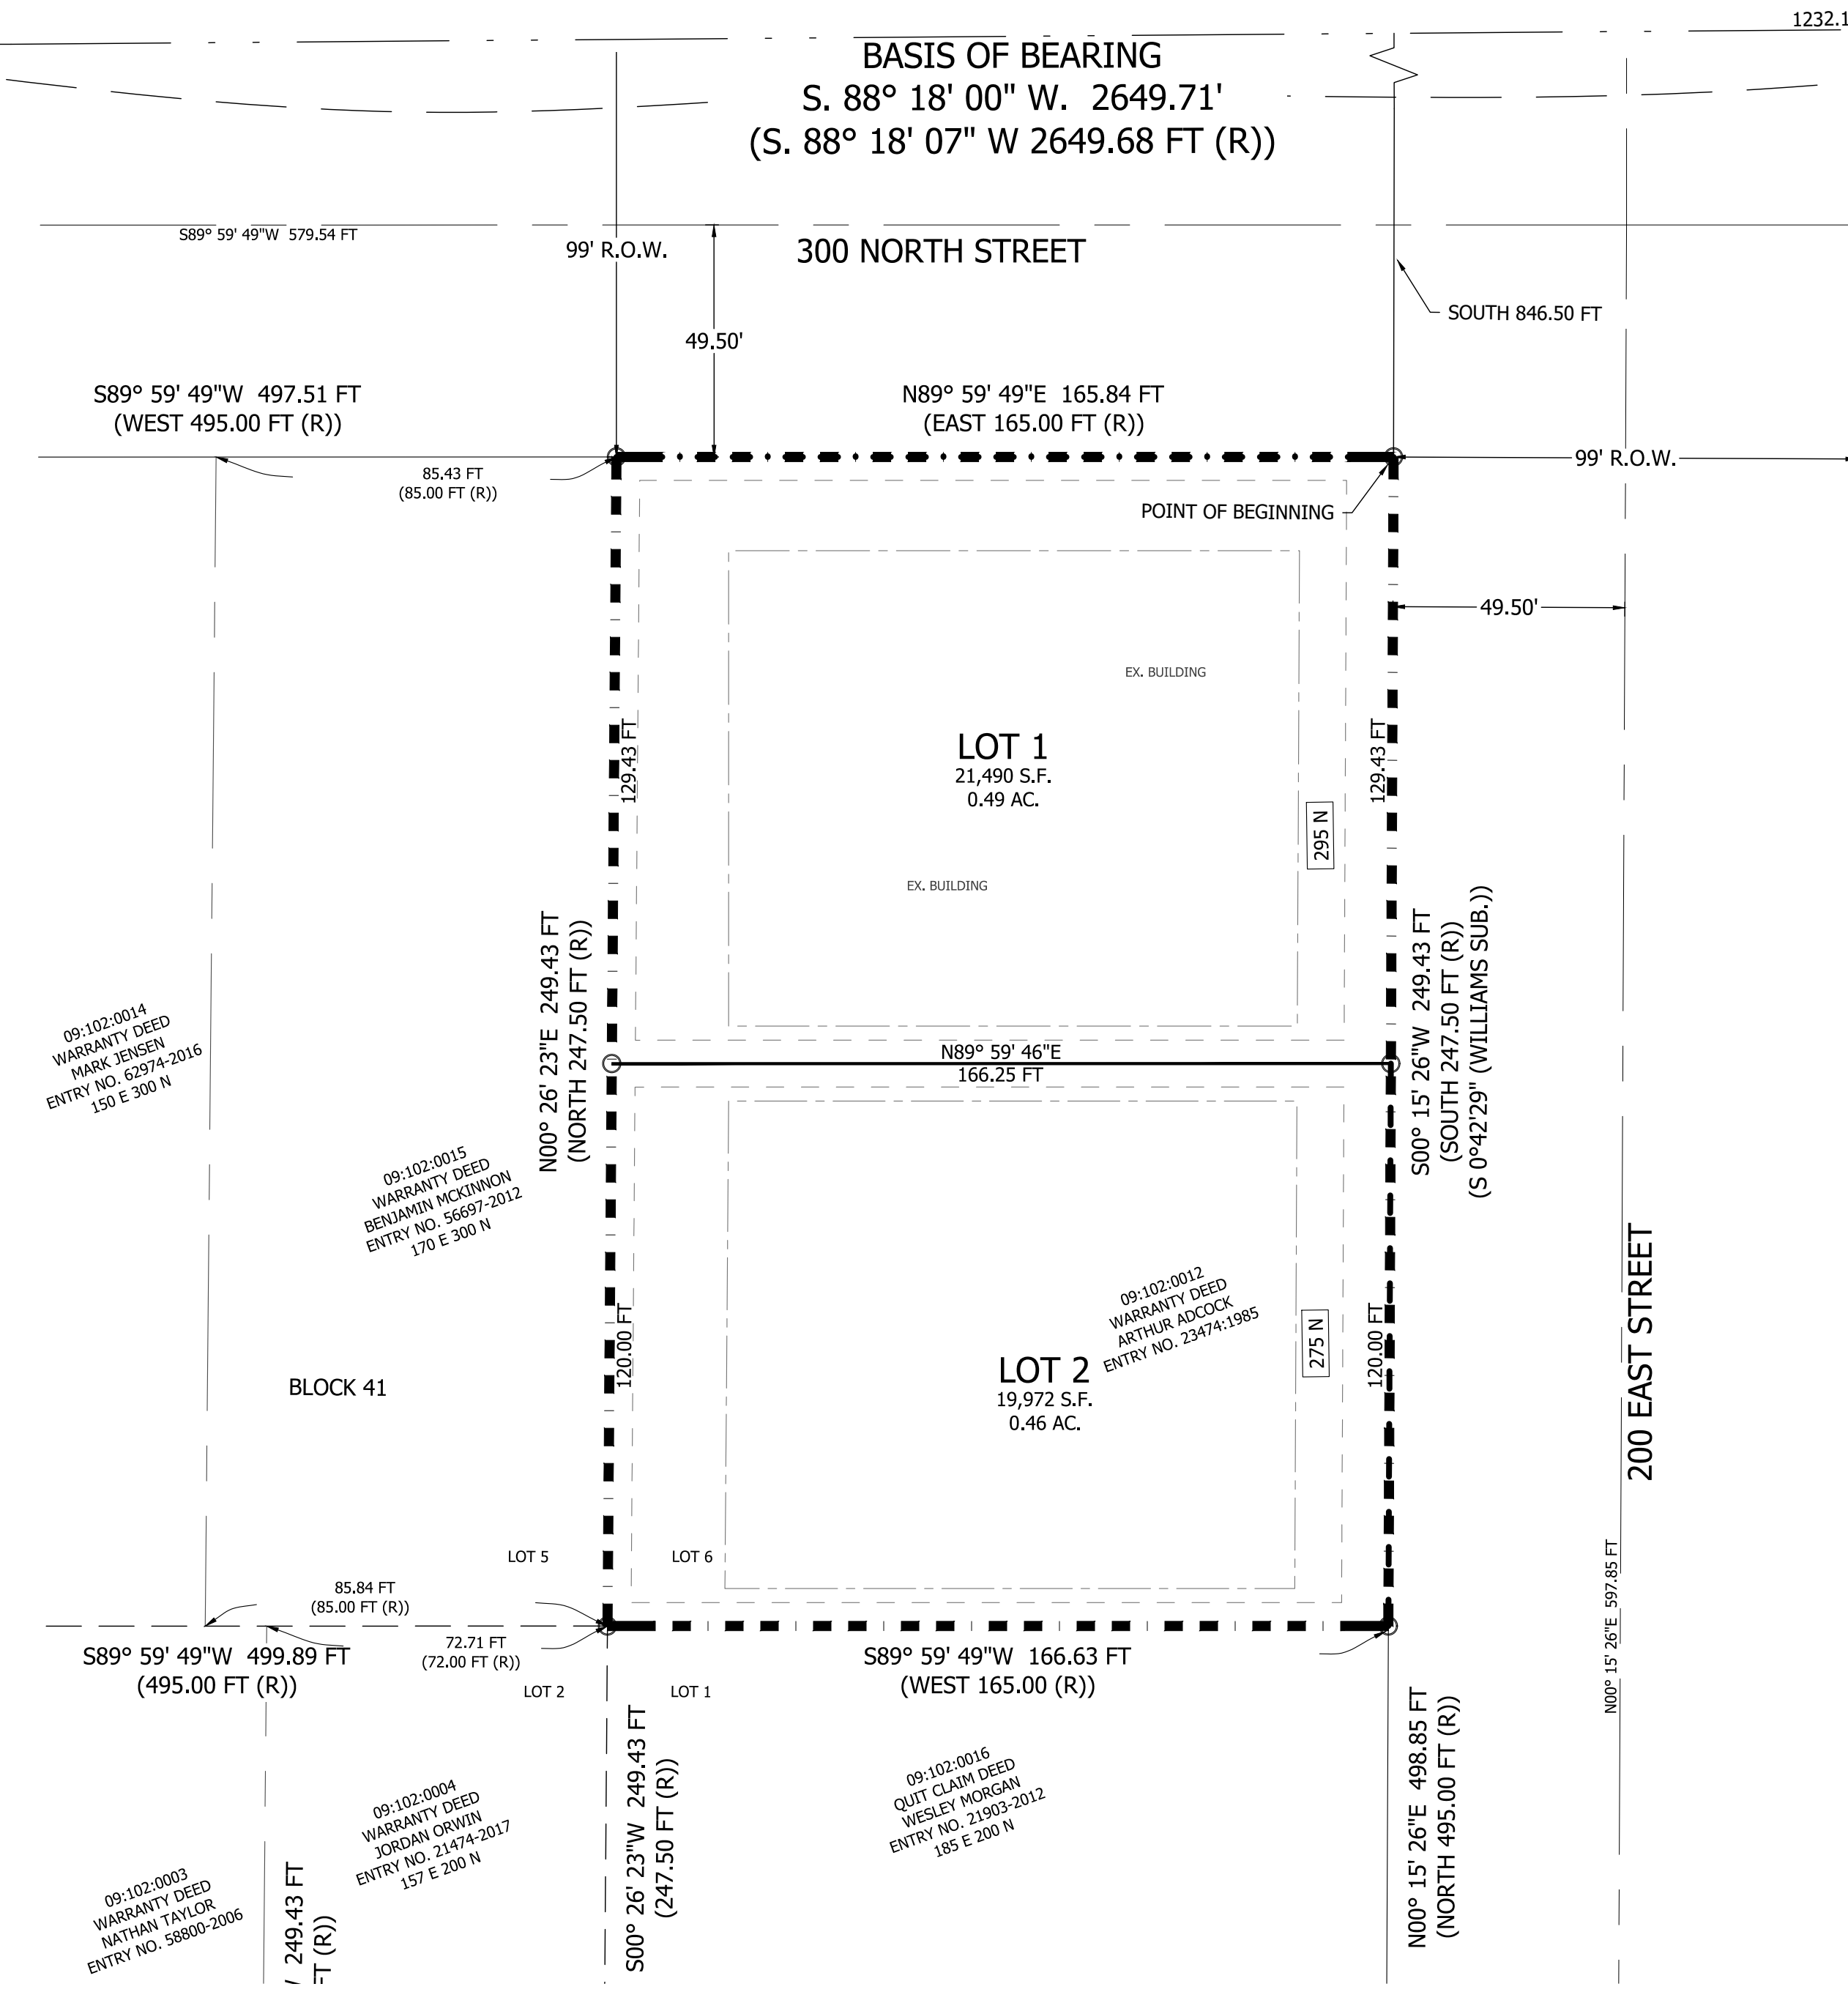 1232.1
BASIS OF BEARING
S. 88° 18' 00" W. 2649.71'
(S. 88° 18' 07" W 2649.68 FT (R))
S89° 59' 49"W 579.54 FT
99' R.O.W.
300 NORTH STREET
SOUTH 846.50 FT
49.50'
S89° 59' 49"W 497.51 FT
(WEST 495.00 FT (R))
N89° 59' 49"E 165.84 FT
(EAST 165.00 FT (R))
85.43 FT
(85.00 FT (R))
99' R.O.W.
POINT OF BEGINNING
49.50'
EX. BUILDING
129.43 FT
LOT 1
21,490 S.F.
0.49 AC.
129.43 FT
295 N
EX. BUILDING
N00° 26' 23"E 249.43 FT
(NORTH 247.50 FT (R))
S00° 15' 26"W 249.43 FT
(SOUTH 247.50 FT (R))
(S 0°42'29" (WILLIAMS SUB.))
09:102:0014
WARRANTY DEED
MARK JENSEN
ENTRY NO. 62974-2016
150 E 300 N
N89° 59' 46"E
166.25 FT
09:102:0015
WARRANTY DEED
BENJAMIN MCKINNON
ENTRY NO. 56697-2012
170 E 300 N
09:102:0012
WARRANTY DEED
ARTHUR ADCOCK
ENTRY NO. 23474:1985
120.00 FT
275 N
120.00 FT
LOT 2
19,972 S.F.
0.46 AC.
BLOCK 41
200 EAST STREET
LOT 5
LOT 6
85.84 FT
(85.00 FT (R))
N00° 15' 26"E 597.85 FT
S89° 59' 49"W 499.89 FT
(495.00 FT (R))
72.71 FT
(72.00 FT (R))
S89° 59' 49"W 166.63 FT
(WEST 165.00 (R))
LOT 2
LOT 1
S00° 26' 23"W 249.43 FT
(247.50 FT (R))
N00° 15' 26"E 498.85 FT
(NORTH 495.00 FT (R))
09:102:0016
QUIT CLAIM DEED
WESLEY MORGAN
ENTRY NO. 21903-2012
185 E 200 N
09:102:0004
WARRANTY DEED
JORDAN ORWIN
ENTRY NO. 21474-2017
157 E 200 N
09:102:0003
WARRANTY DEED
NATHAN TAYLOR
ENTRY NO. 58800-2006
249.43 FT
FT (R))